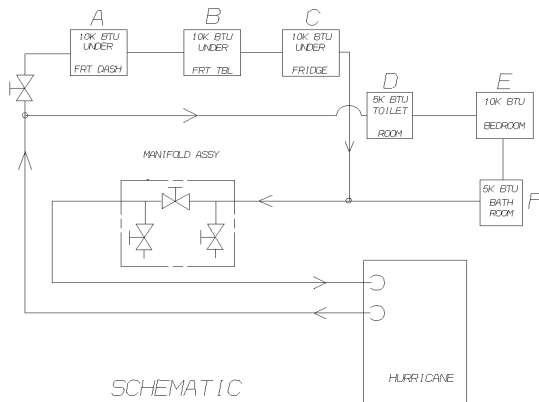 A
B
C
10K BTU
UNDER
FRT DASH
10K BTU
UNDER
FRT TBL
10K BTU
UNDER
FRIDGE
D
E
5K BTU
TOILET
ROOM
10K BTU
BEDROOM
MANIFOLD ASSY
5K BTU
BATH
ROOM
F
HURRICANE
SCHEMATIC